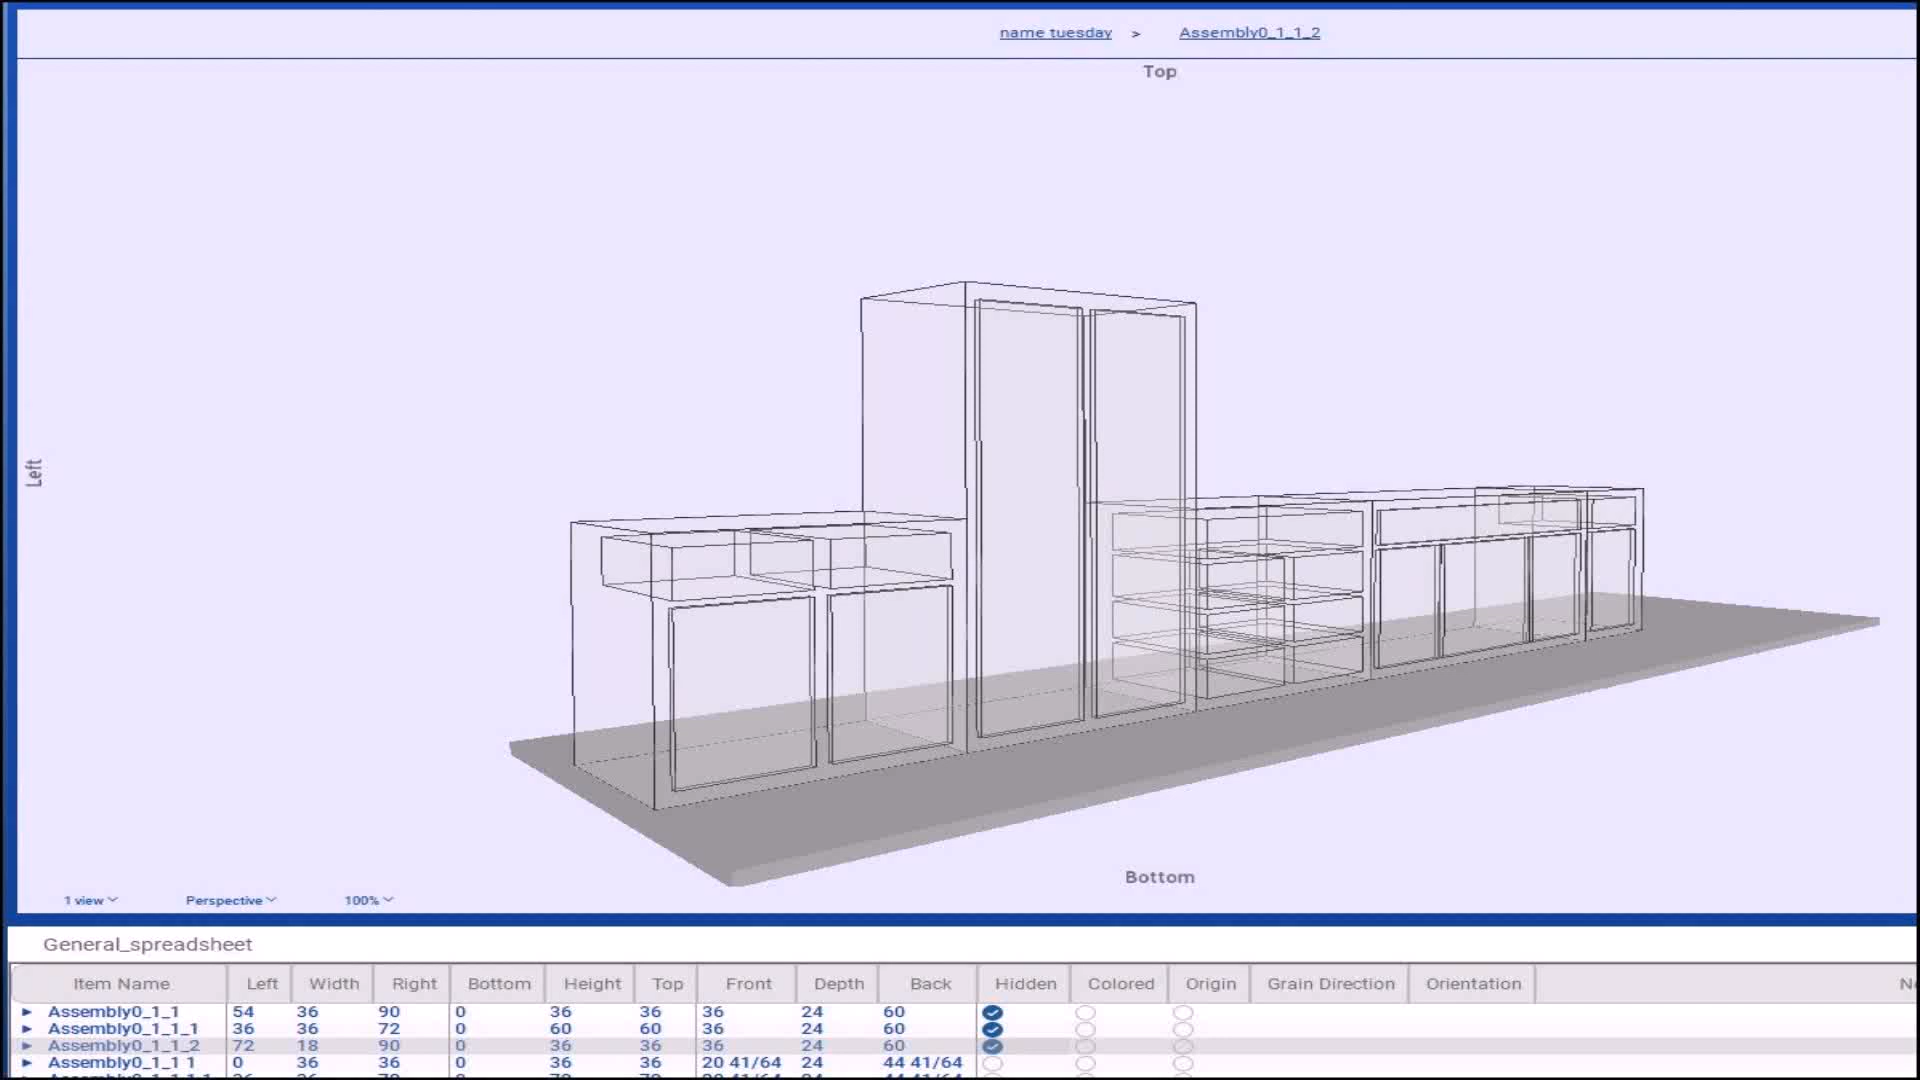 name tuesday > Assembly0_1_1_2
Top
Left
Bottom
1 view Perspective 100%
General_spreadsheet
Item Name Left Width Right Bottom Height Top Front Depth Back Hidden Colored Origin Grain Direction Orientation
Assembly0_1_1 54 36 90 0 36 36 36 24 60
Assembly0_1_1_1 36 36 72 0 60 60 36 24 60
Assembly0_1_1_2 72 18 90 0 36 36 36 24 60
Assembly0_1_1 1 0 36 36 0 36 36 20 41/64 24 44 41/64